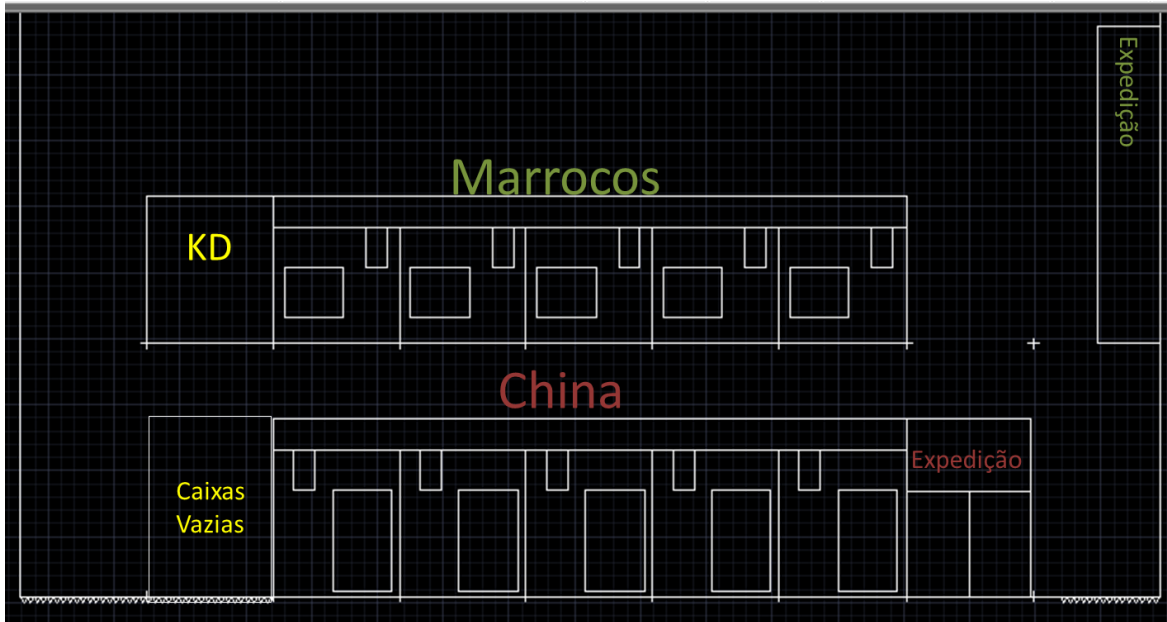 Expedição
Marrocos
KD
China
Expedição
Caixas
Vazias